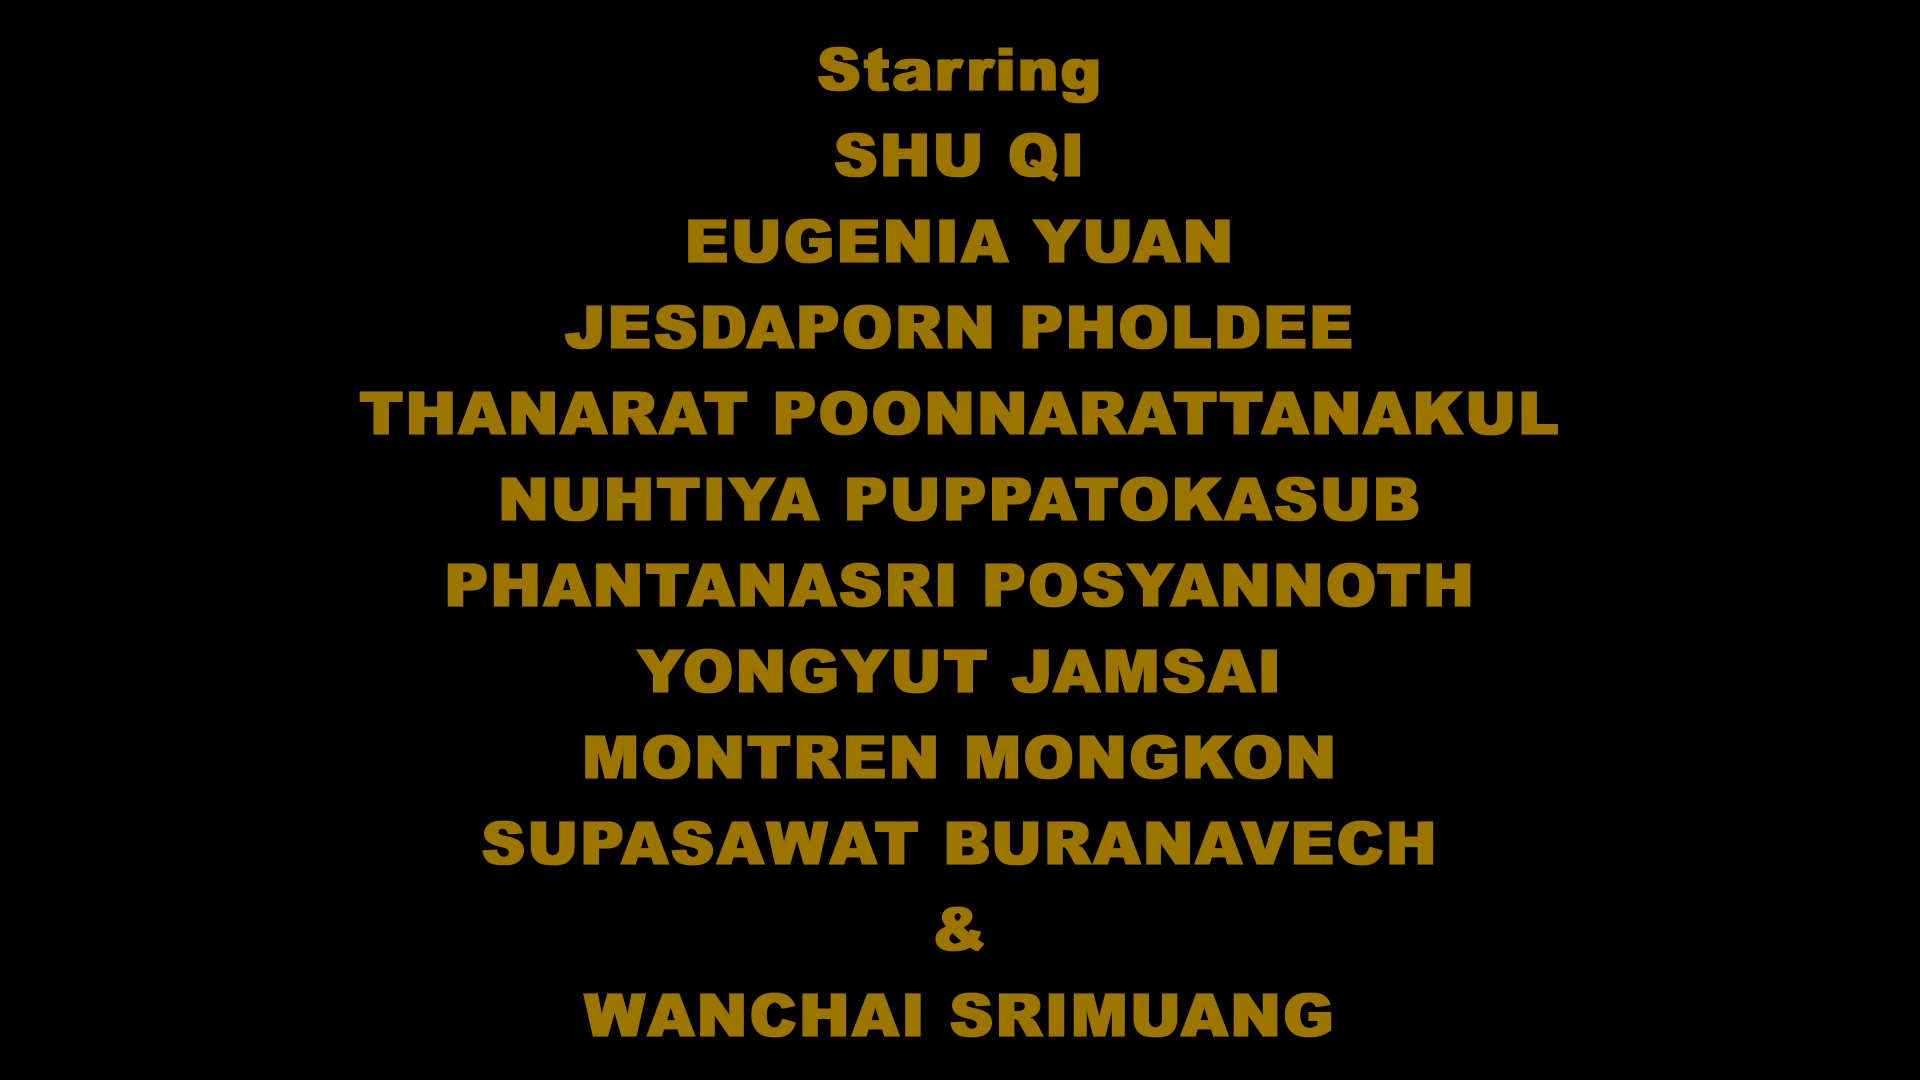 Starring
SHU QI
EUGENIA YUAN
JESDAPORN PHOLDEE
THANARAT POONNARATTANAKUL
NUHTIYA PUPPATOKASUB
PHANTANASRI POSYANNOTH
YONGYUT JAMSAI
MONTREN MONGKON
SUPASAWAT BURANAVECH
&
WANCHAI SRIMUANG